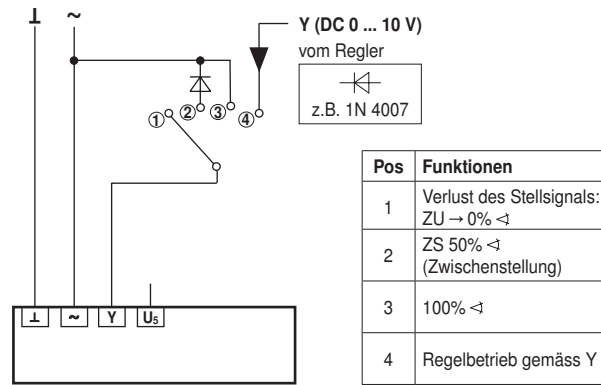 ⊥ ~
Y (DC 0 ... 10 V)
vom Regler
z.B. 1N 4007
1 2 3 4
Pos Funktionen
1 Verlust des Stellsignals:
ZU → 0% ∢
2 ZS 50% ∢
(Zwischenstellung)
3 100% ∢
4 Regelbetrieb gemäss Y
⊥ ~ Y U5